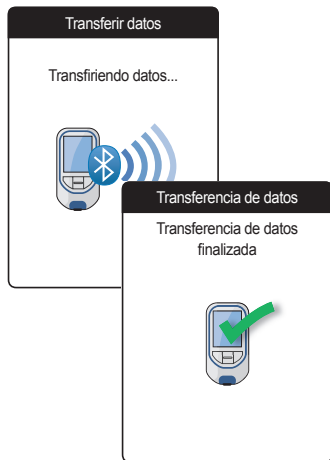 Transferir datos
Transfiriendo datos...
Transferencia de datos
Transferencia de datos
finalizada